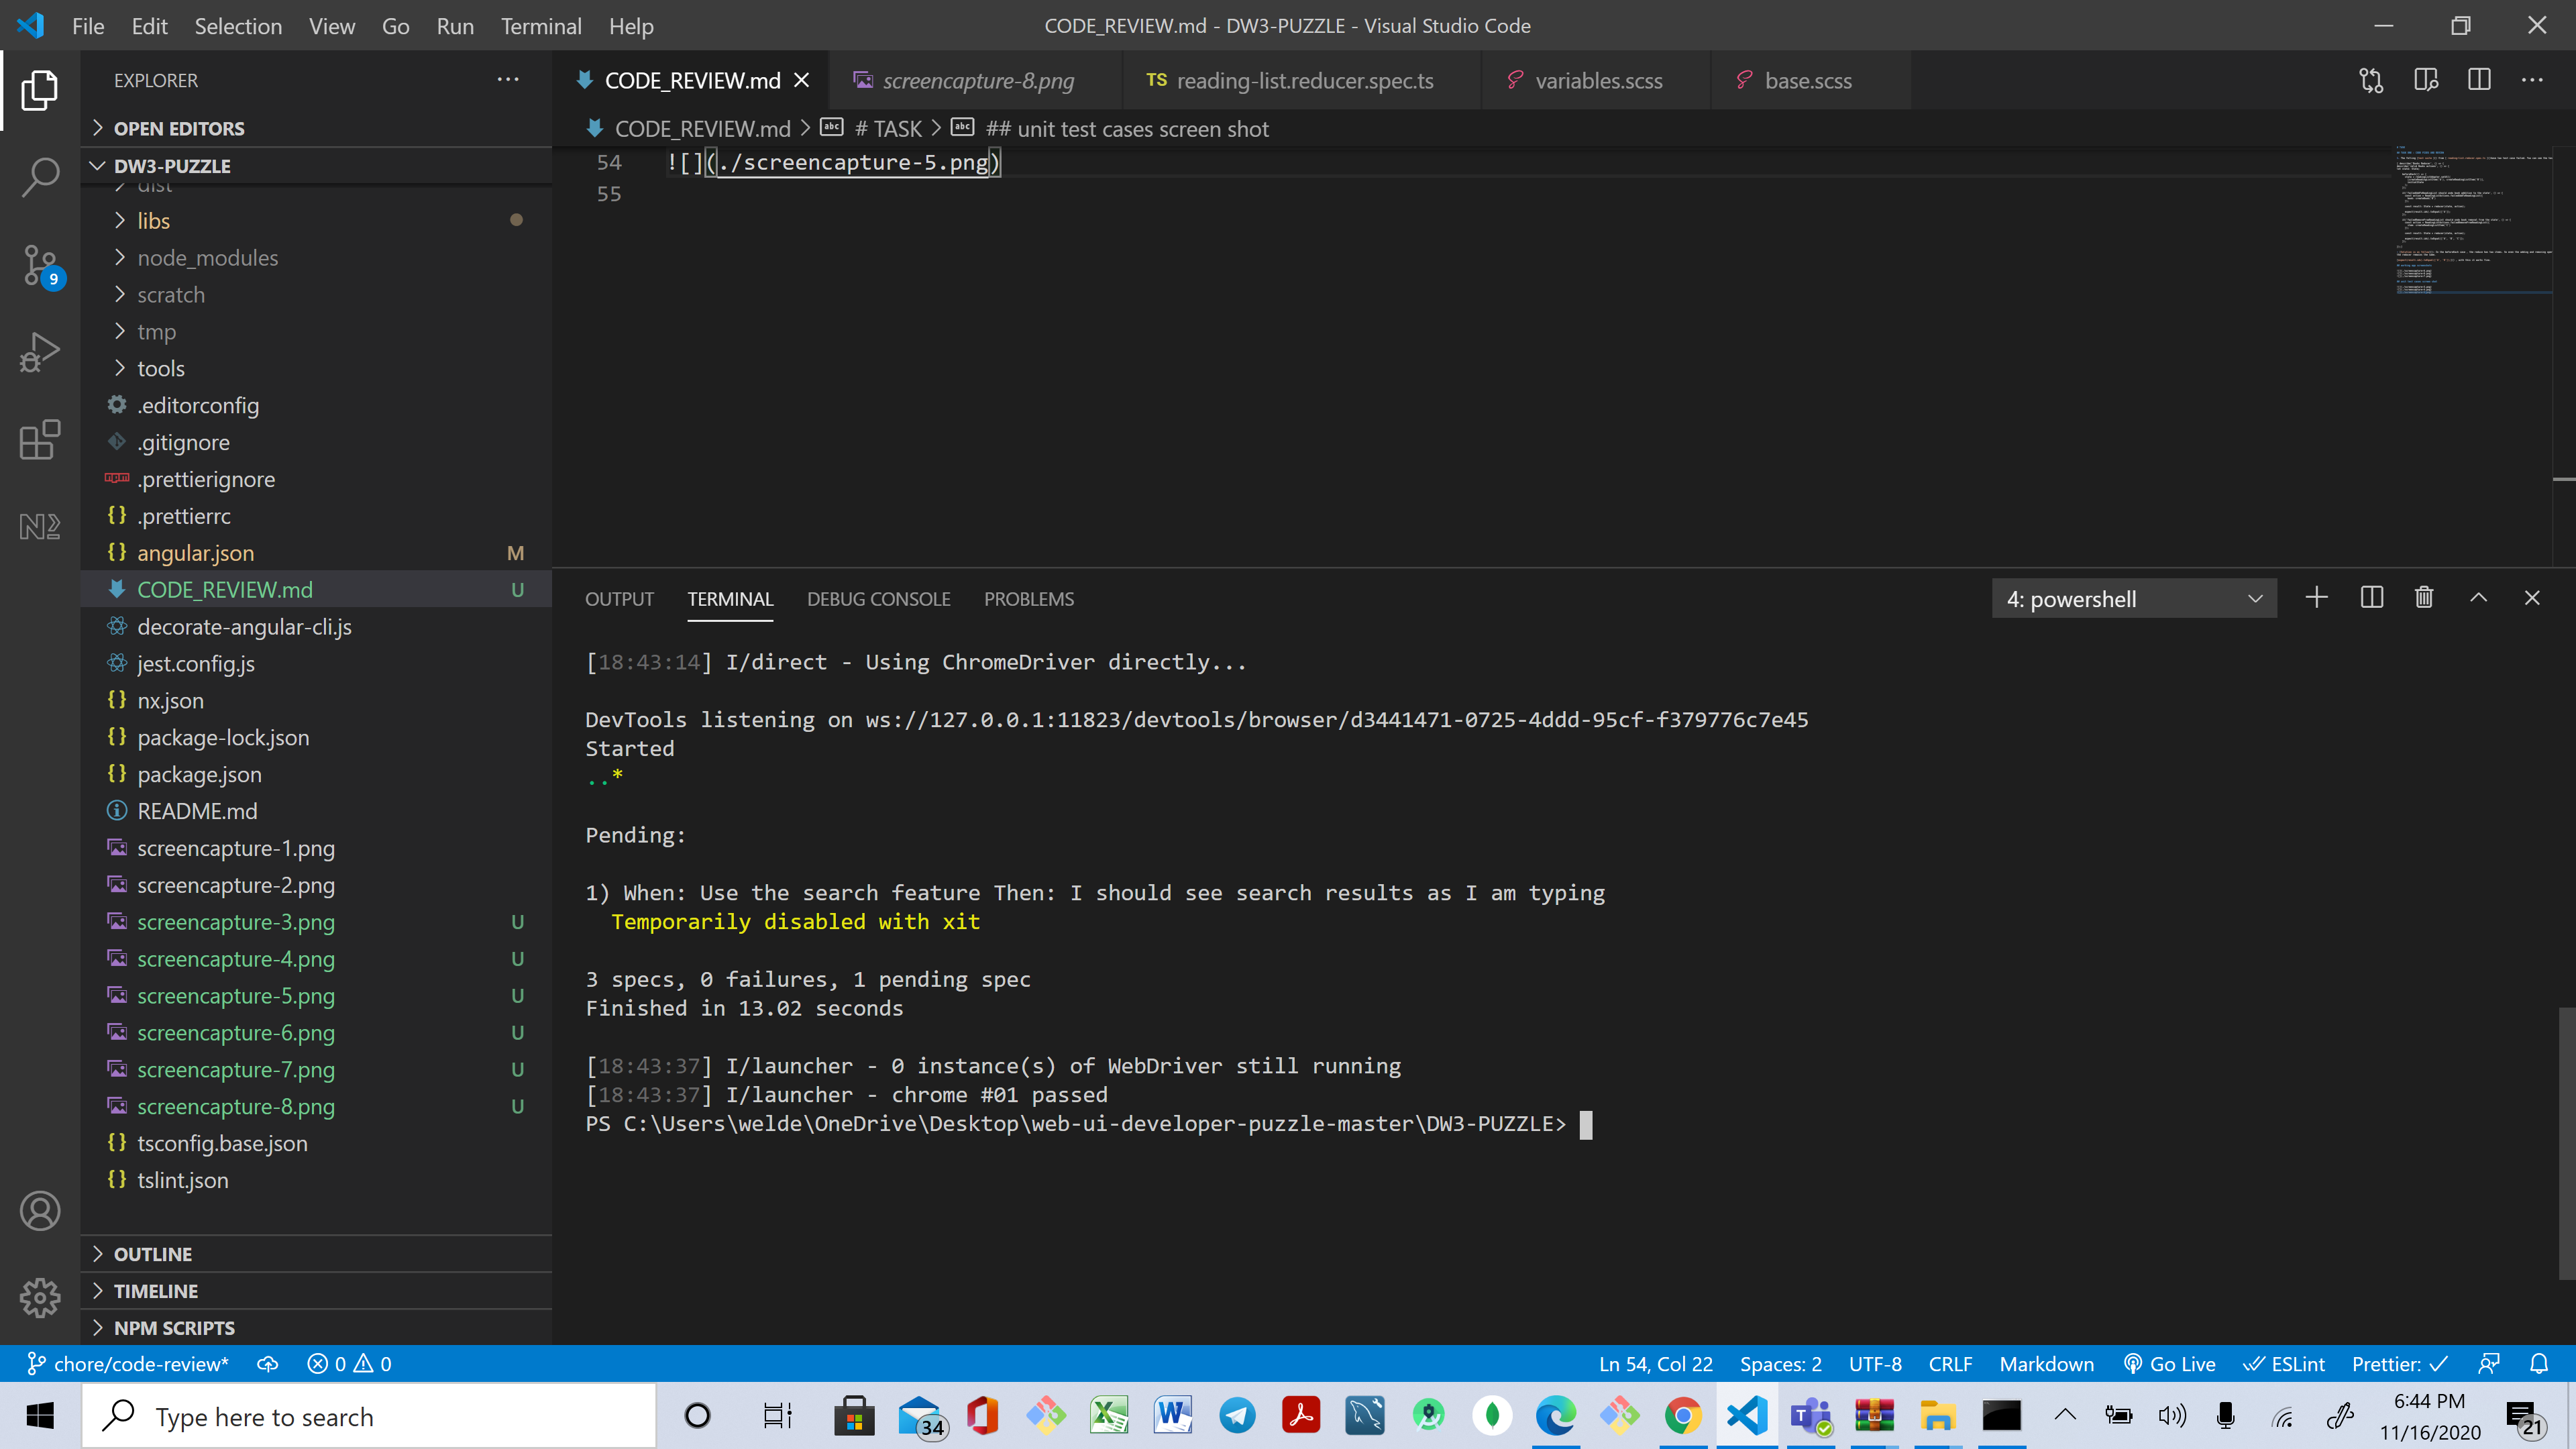 File Edit Selection View Go Run Terminal Help
CODE_REVIEW.md - DW3-PUZZLE - Visual Studio Code
EXPLORER
OPEN EDITORS
DW3-PUZZLE
dist
libs
node_modules
scratch
tmp
tools
.editorconfig
.gitignore
.prettierignore
.prettierrc
angular.json M
CODE_REVIEW.md U
decorate-angular-cli.js
jest.config.js
nx.json
package-lock.json
package.json
README.md
screencapture-1.png
screencapture-2.png
screencapture-3.png U
screencapture-4.png U
screencapture-5.png U
screencapture-6.png U
screencapture-7.png U
screencapture-8.png U
tsconfig.base.json
tslint.json
OUTLINE
TIMELINE
NPM SCRIPTS
9
CODE_REVIEW.md screencapture-8.png TS reading-list.reducer.spec.ts variables.scss base.scss
CODE_REVIEW.md > # TASK > ## unit test cases screen shot
54 ![](./screencapture-5.png)
55
OUTPUT TERMINAL DEBUG CONSOLE PROBLEMS
4: powershell
[18:43:14] I/direct - Using ChromeDriver directly...
DevTools listening on ws://127.0.0.1:11823/devtools/browser/d3441471-0725-4ddd-95cf-f379776c7e45
Started
..*
Pending:
1) When: Use the search feature Then: I should see search results as I am typing
Temporarily disabled with xit
3 specs, 0 failures, 1 pending spec
Finished in 13.02 seconds
[18:43:37] I/launcher - 0 instance(s) of WebDriver still running
[18:43:37] I/launcher - chrome #01 passed
PS C:\Users\welde\OneDrive\Desktop\web-ui-developer-puzzle-master\DW3-PUZZLE>
chore/code-review* 0 0
Ln 54, Col 22 Spaces: 2 UTF-8 CRLF Markdown Go Live ESLint Prettier: ✓
Type here to search
34
6:44 PM
11/16/2020
21